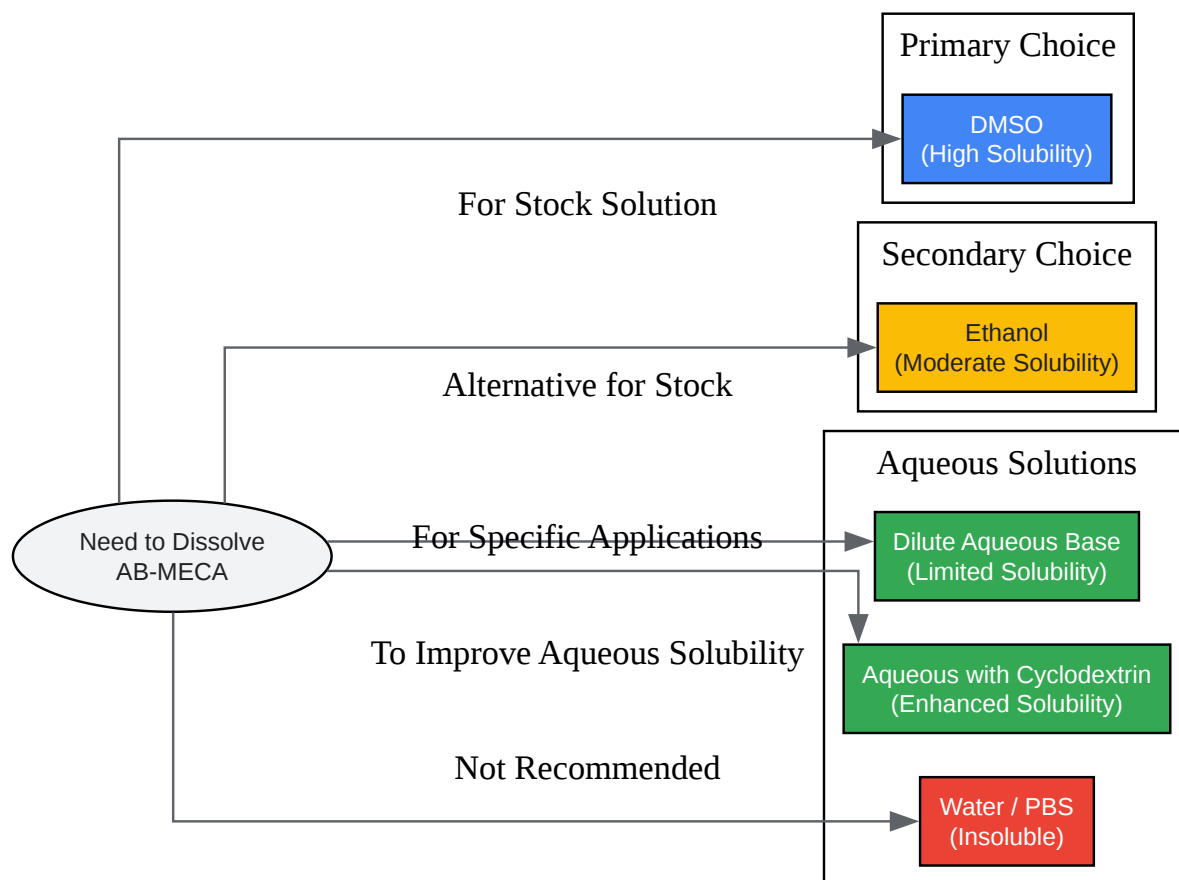 Primary Choice
DMSO
(High Solubility)
For Stock Solution
Secondary Choice
Ethanol
(Moderate Solubility)
Alternative for Stock
Aqueous Solutions
Need to Dissolve
AB-MECA
For Specific Applications
Dilute Aqueous Base
(Limited Solubility)
To Improve Aqueous Solubility
Aqueous with Cyclodextrin
(Enhanced Solubility)
Not Recommended
Water / PBS
(Insoluble)